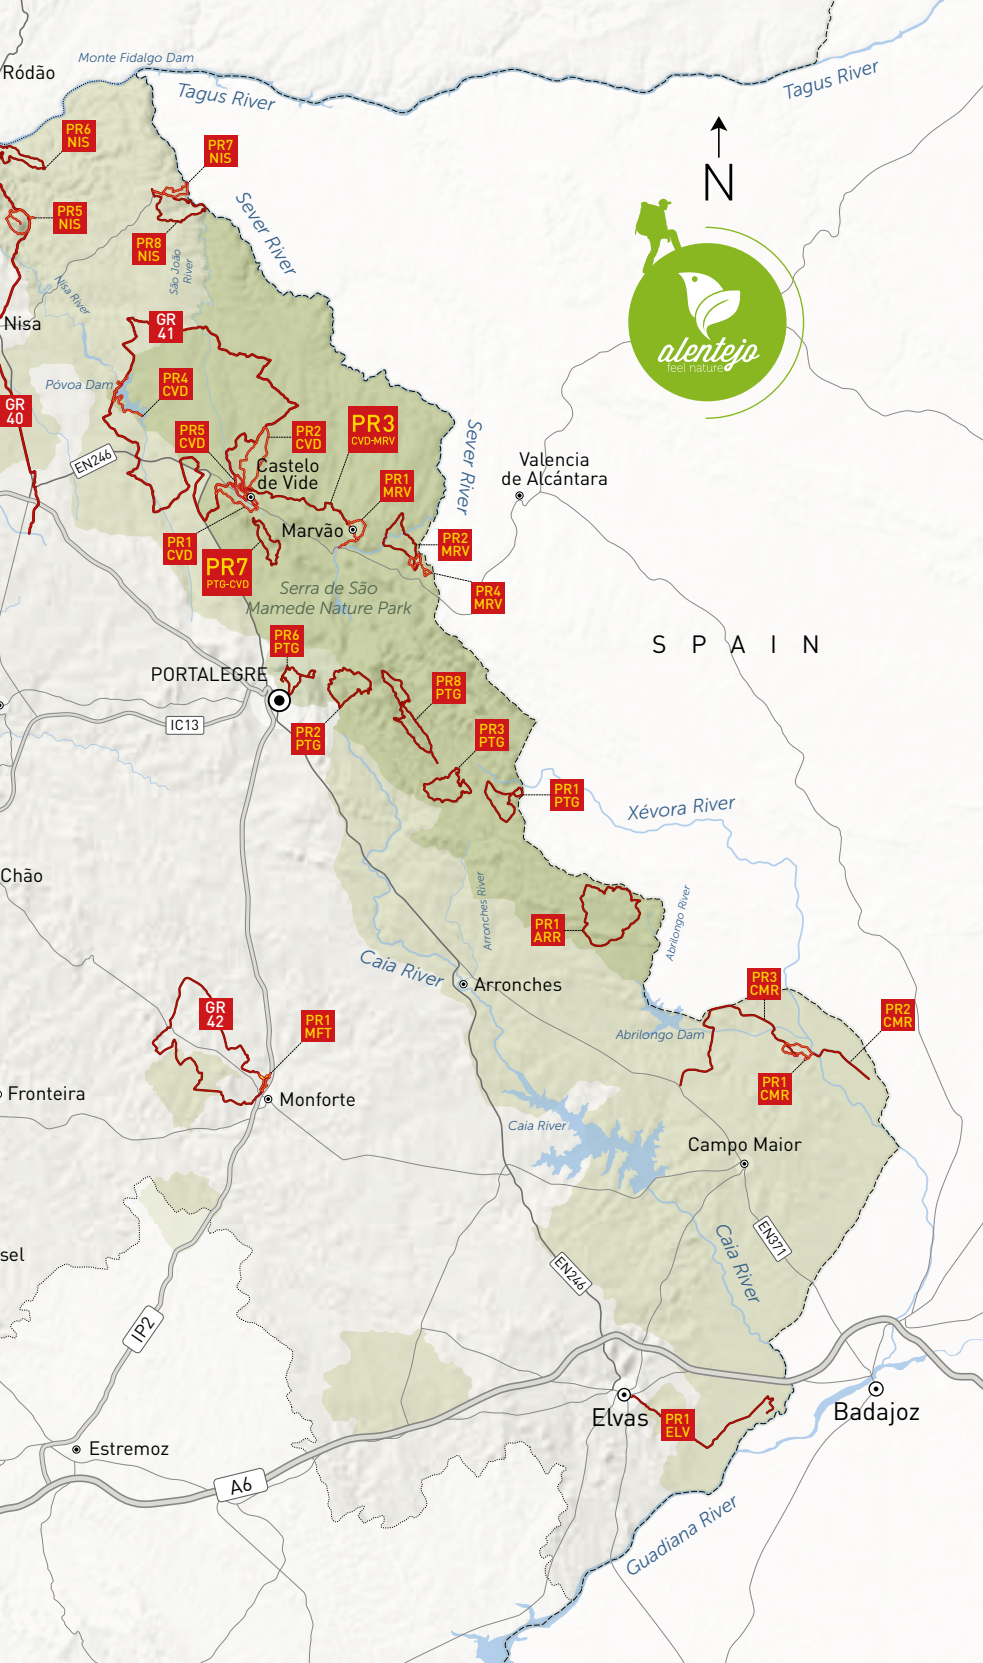 Monte Fidalgo Dam
Ródão
Tagus River
Tagus River
PR6
NIS
PR7
NIS
N
PR5
NIS
PR8
NIS
Sever River
São João
River
Nisa River
Nisa
GR
41
alentejo
feel nature
Póvoa Dam
PR4
CVD
GR
40
PR5
CVD
PR2
CVD
PR3
CVD-MRV
Sever River
EN246
Castelo
de Vide
PR1
MRV
Valencia
de Alcántara
Marvão
PR1
CVD
PR2
MRV
PR7
PTG-CVD
PR4
MRV
Serra de São
Mamede Nature Park
PR6
PTG
SPAIN
PORTALEGRE
PR8
PTG
IC13
PR2
PTG
PR3
PTG
PR1
PTG
Xévora River
Chão
Arronches River
PR1
ARR
Abrilongo River
Caia River
Arronches
PR3
CMR
GR
42
PR1
MFT
PR2
CMR
Abrilongo Dam
PR1
CMR
Fronteira
Monforte
Caia River
Campo Maior
Caia River
EN371
sel
EN246
IP2
Elvas
PR1
ELV
Badajoz
Estremoz
A6
Guadiana River